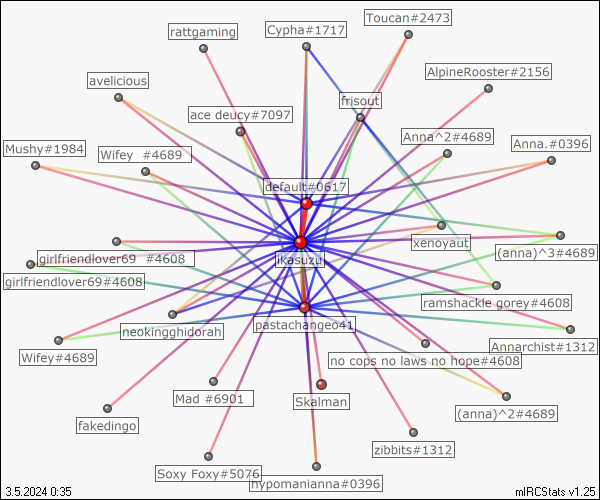 Toucan#2473
rattgaming
Cypha#1717
AlpineRooster#2156
avelicious
frisout
ace deucy#7097
Anna^2#4689
Anna.#0396
Mushy#1984
Wifey  #4689
default#0617
xenoyaut
(anna)^3#4689
girlfriendlover69  #4608
ikasuzu
girlfriendlover69#4608
ramshackle gorey#4608
neokingghidorah
pastachangeo41
Annarchist#1312
Wifey#4689
no cops no laws no hope#4608
Mad #6901
Skalman
(anna)^2#4689
fakedingo
zibbits#1312
Soxy Foxy#5076
hypomanianna#0396
3.5.2024 0:35
mIRCStats v1.25